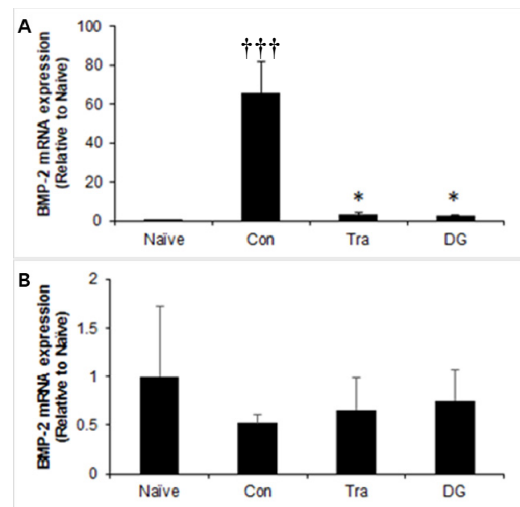 A
BMP-2 mRNA expression
(Relative to Naive)
100
80
60
40
20
0
†††
*
*
Naïve Con Tra DG
B
BMP-2 mRNA expression
(Relative to Naïve)
2
1.5
1
0.5
0
Naïve Con Tra DG